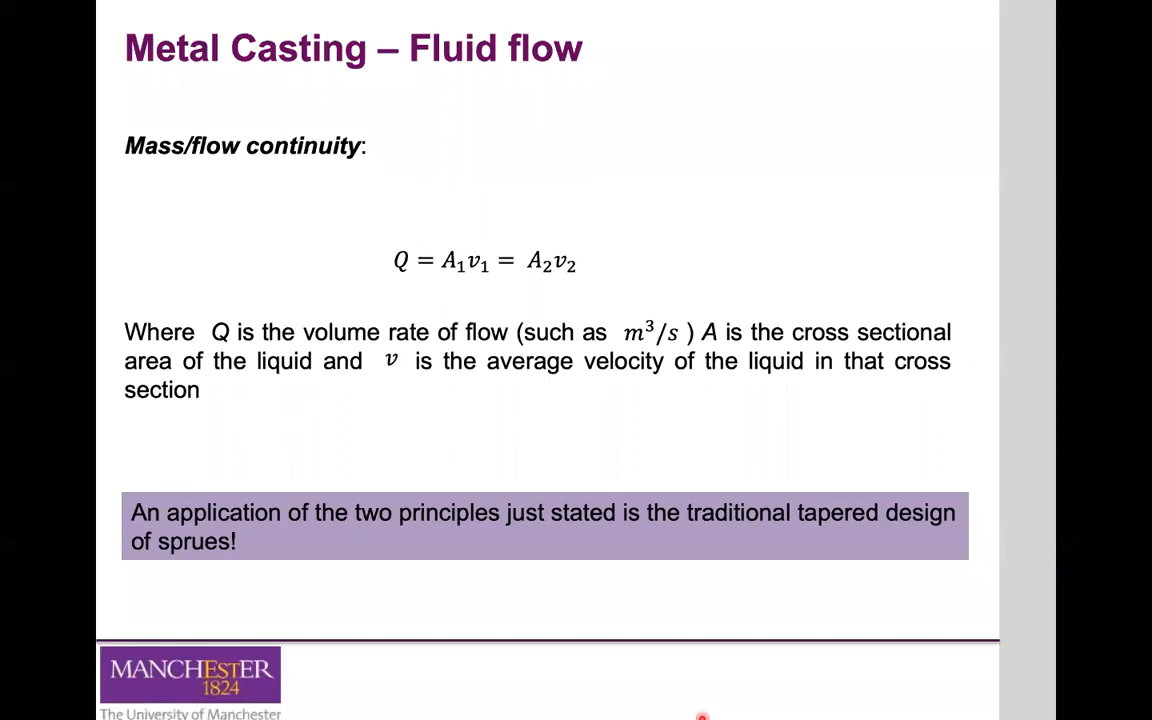 Metal Casting – Fluid flow
Mass/flow continuity:
Q = A₁v₁ = A₂v₂
Where Q is the volume rate of flow (such as m³/s ) A is the cross sectional
area of the liquid and v is the average velocity of the liquid in that cross
section
An application of the two principles just stated is the traditional tapered design
of sprues!
MANCHESTER
1824
The University of Manchester